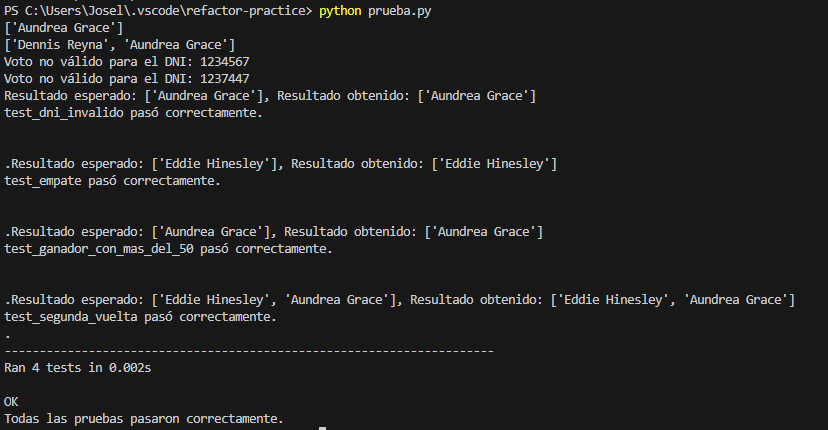 PS C:\Users\Josel\.vscode\refactor-practice> python prueba.py
['Aundrea Grace']
['Dennis Reyna', 'Aundrea Grace']
Voto no válido para el DNI: 1234567
Voto no válido para el DNI: 1237447
Resultado esperado: ['Aundrea Grace'], Resultado obtenido: ['Aundrea Grace']
test_dni_invalido pasó correctamente.
.Resultado esperado: ['Eddie Hinesley'], Resultado obtenido: ['Eddie Hinesley']
test_empate pasó correctamente.
.Resultado esperado: ['Aundrea Grace'], Resultado obtenido: ['Aundrea Grace']
test_ganador_con_mas_del_50 pasó correctamente.
.Resultado esperado: ['Eddie Hinesley', 'Aundrea Grace'], Resultado obtenido: ['Eddie Hinesley', 'Aundrea Grace']
test_segunda_vuelta pasó correctamente.
.
----------------------------------------------------------------------
Ran 4 tests in 0.002s
OK
Todas las pruebas pasaron correctamente.